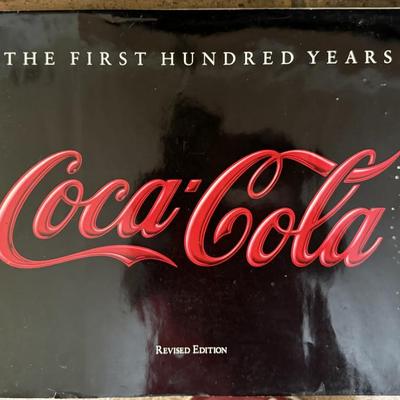 THE FIRST HUNDRED YEARS
Coca-Cola
REVISED EDITION